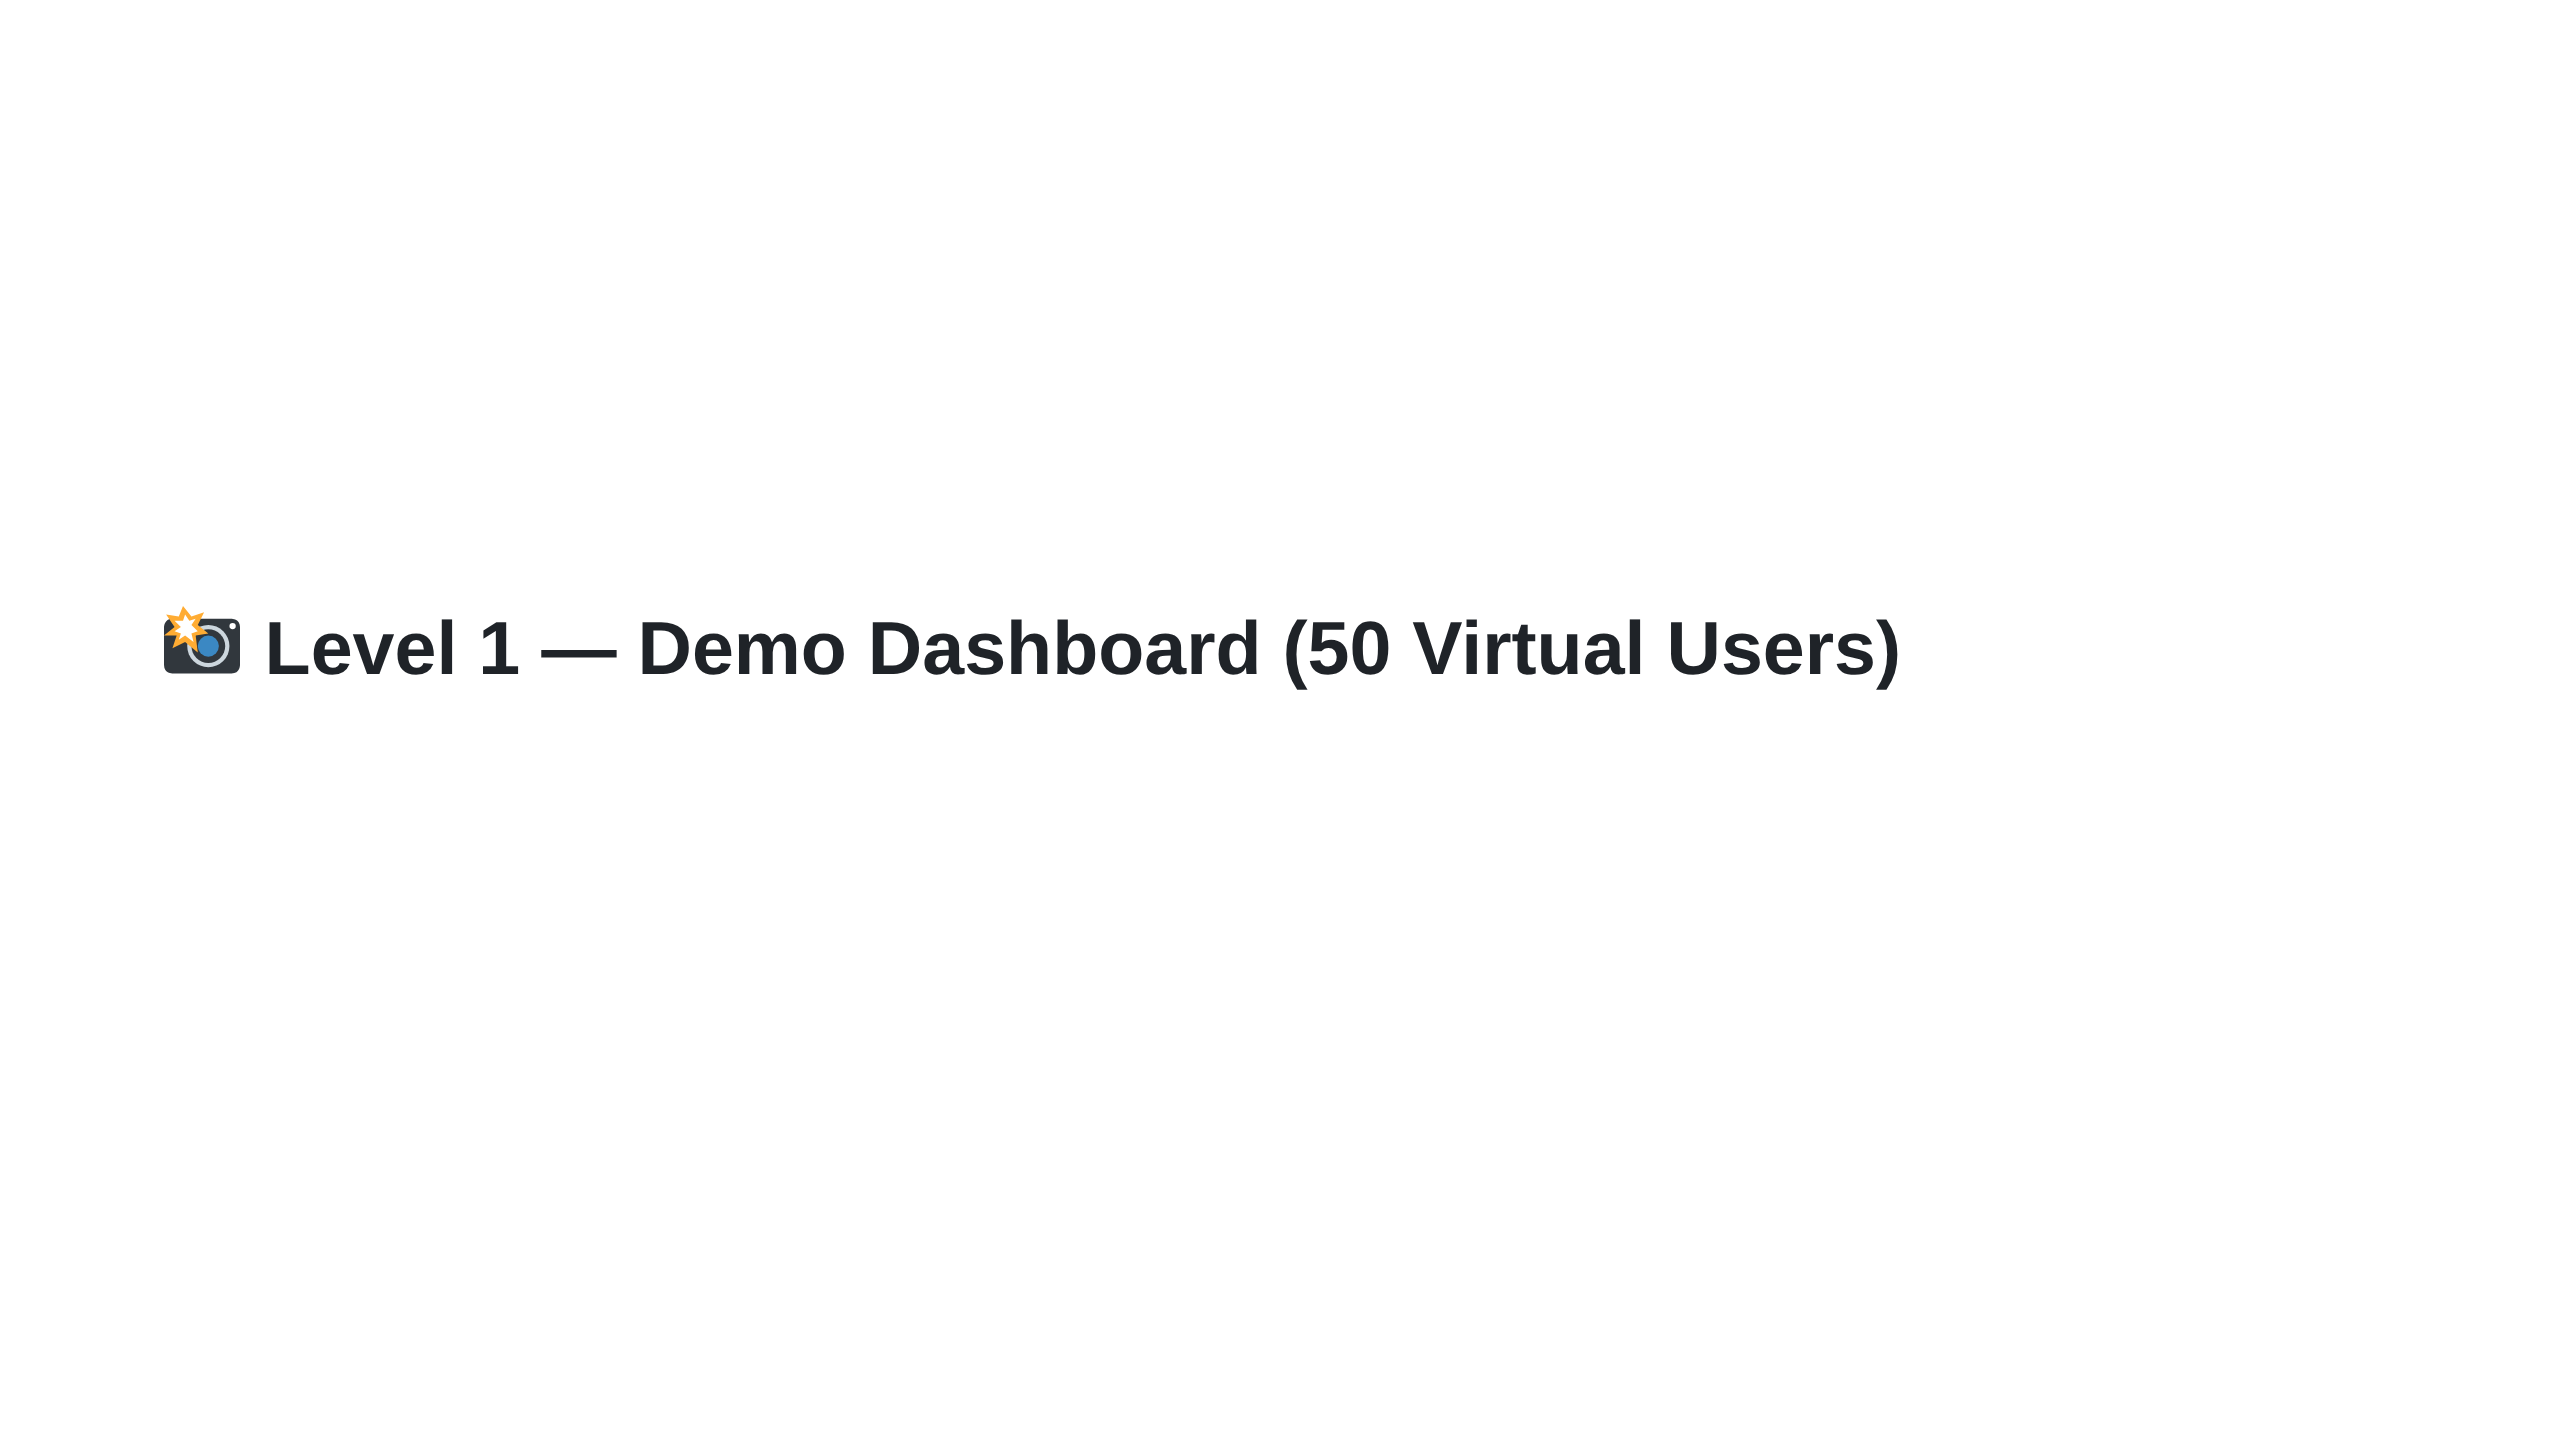 📸 Level 1 — Demo Dashboard (50 Virtual Users)